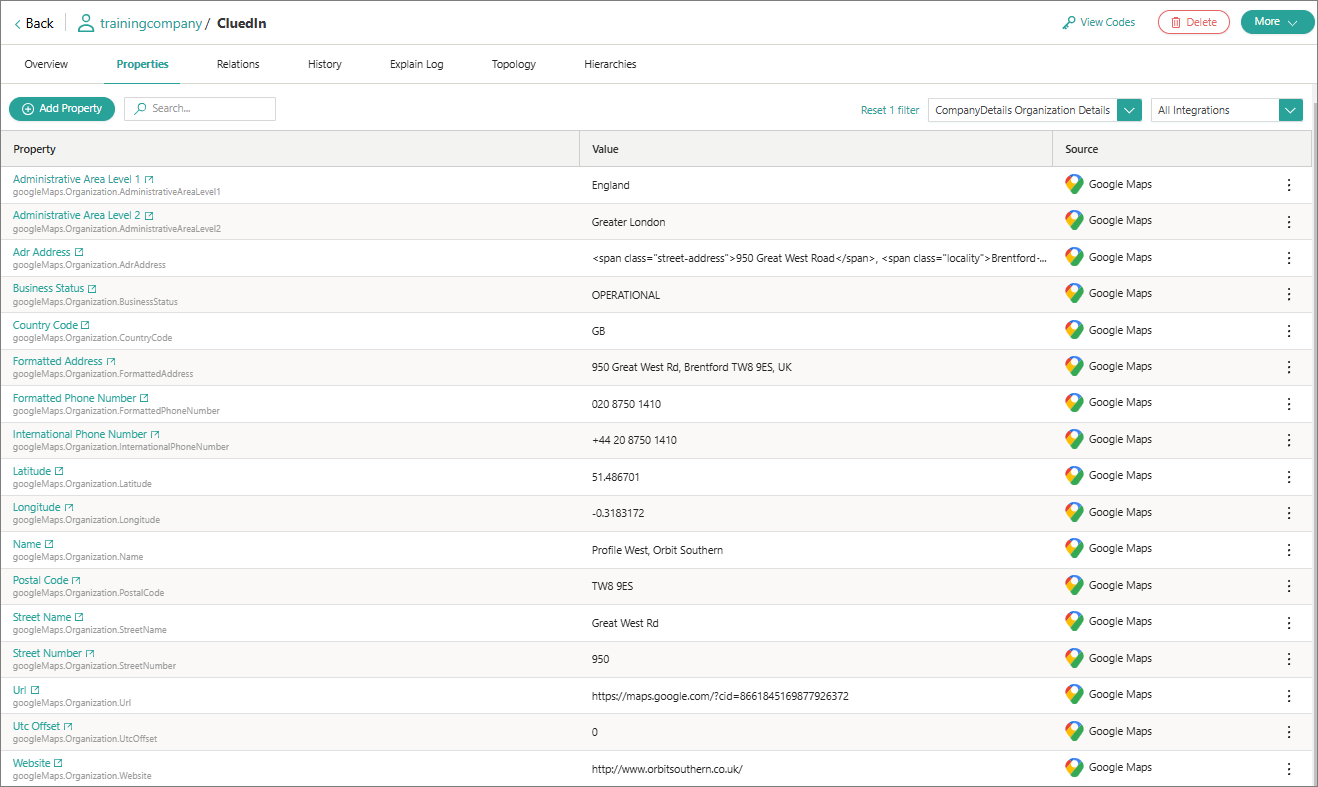 Back trainingcompany / CluedIn View Codes Delete More
Overview Properties Relations History Explain Log Topology Hierarchies
Add Property Search... Reset 1 filter CompanyDetails Organization Details All Integrations
Property Value Source
Administrative Area Level 1
googleMaps.Organization.AdministrativeAreaLevel1
England Google Maps
Administrative Area Level 2
googleMaps.Organization.AdministrativeAreaLevel2
Greater London Google Maps
Adr Address
googleMaps.Organization.AdrAddress
<span class="street-address">950 Great West Road</span>, <span class="locality">Brentford-... Google Maps
Business Status
googleMaps.Organization.BusinessStatus
OPERATIONAL Google Maps
Country Code
googleMaps.Organization.CountryCode
GB Google Maps
Formatted Address
googleMaps.Organization.FormattedAddress
950 Great West Rd, Brentford TW8 9ES, UK Google Maps
Formatted Phone Number
googleMaps.Organization.FormattedPhoneNumber
020 8750 1410 Google Maps
International Phone Number
googleMaps.Organization.InternationalPhoneNumber
+44 20 8750 1410 Google Maps
Latitude
googleMaps.Organization.Latitude
51.486701 Google Maps
Longitude
googleMaps.Organization.Longitude
-0.3183172 Google Maps
Name
googleMaps.Organization.Name
Profile West, Orbit Southern Google Maps
Postal Code
googleMaps.Organization.PostalCode
TW8 9ES Google Maps
Street Name
googleMaps.Organization.StreetName
Great West Rd Google Maps
Street Number
googleMaps.Organization.StreetNumber
950 Google Maps
Url
googleMaps.Organization.Url
https://maps.google.com/?cid=8661845169877926372 Google Maps
Utc Offset
googleMaps.Organization.UtcOffset
0 Google Maps
Website
googleMaps.Organization.Website
http://www.orbitsouthern.co.uk/ Google Maps